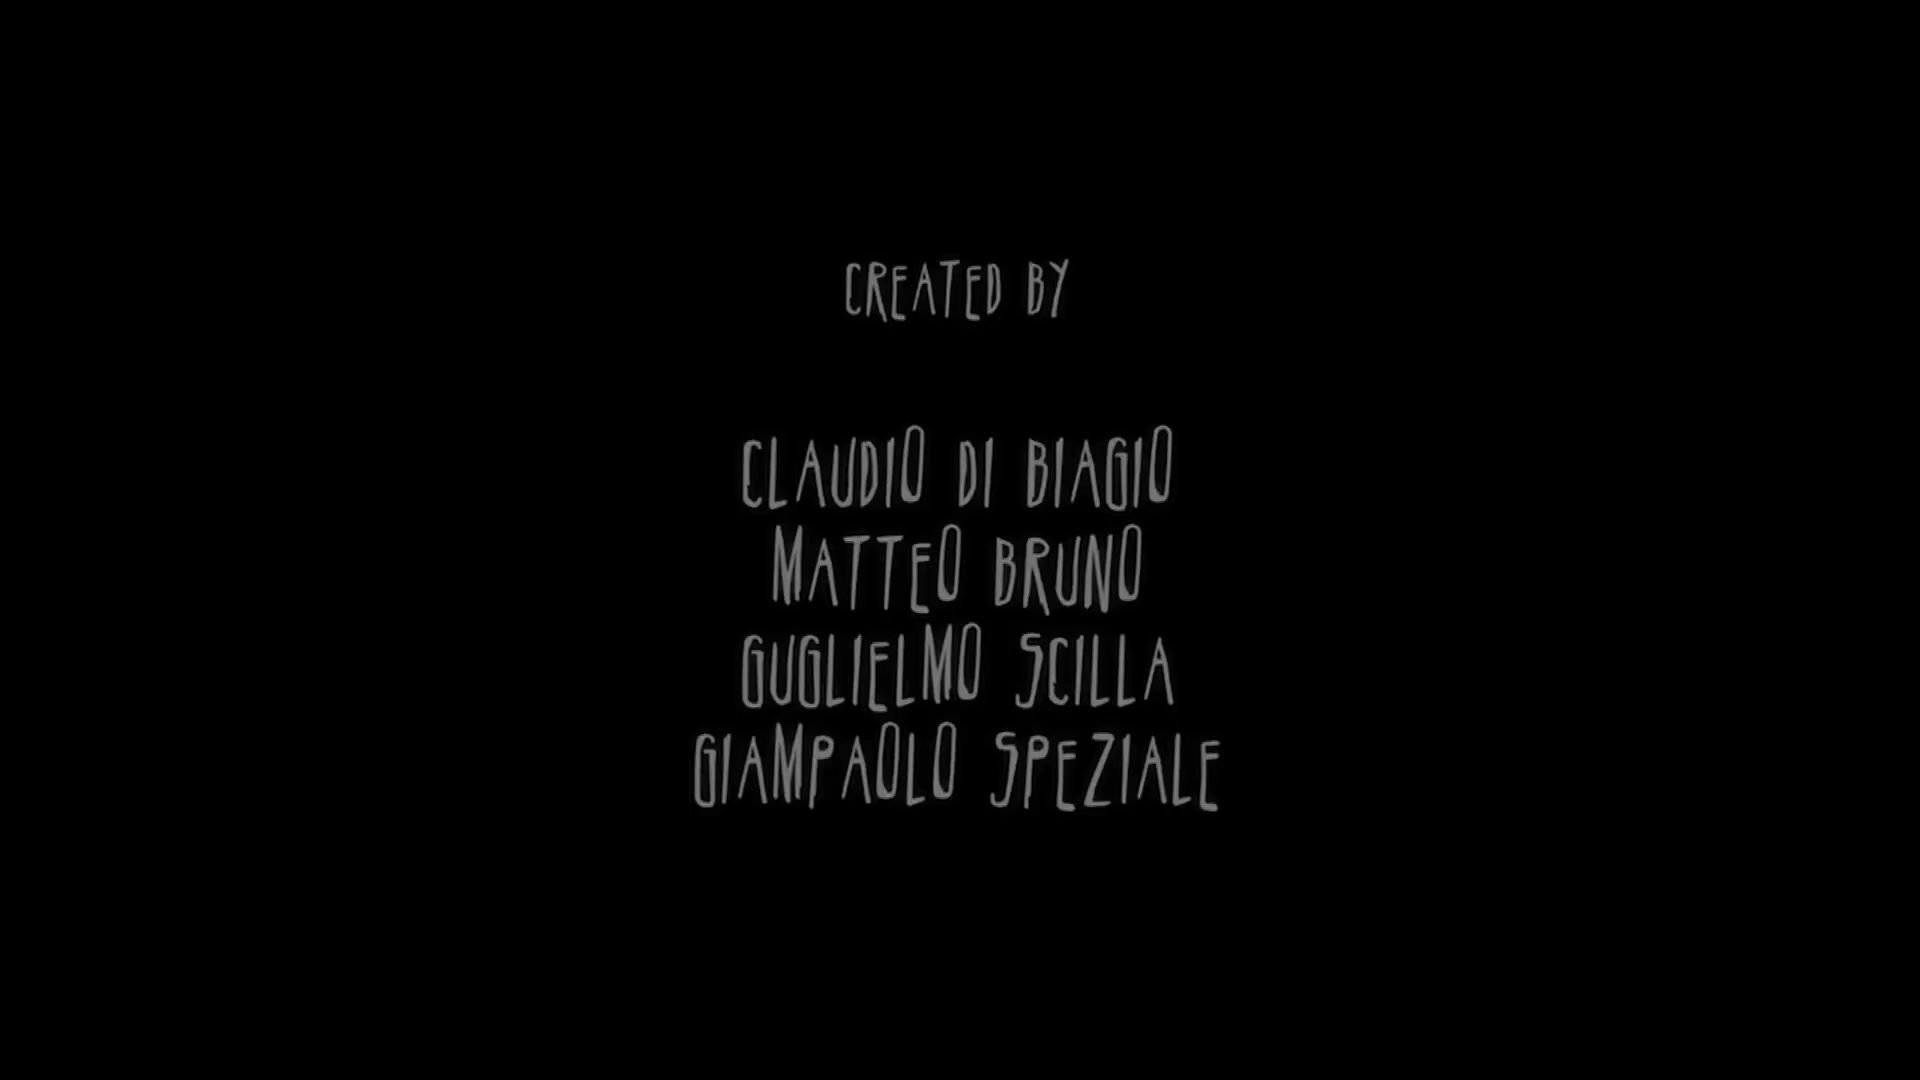 CREATED BY
CLAUDIO DI BIAGIO
MATTEO BRUNO
GUGLIELMO SCILLA
GIAMPAOLO SPEZIALE